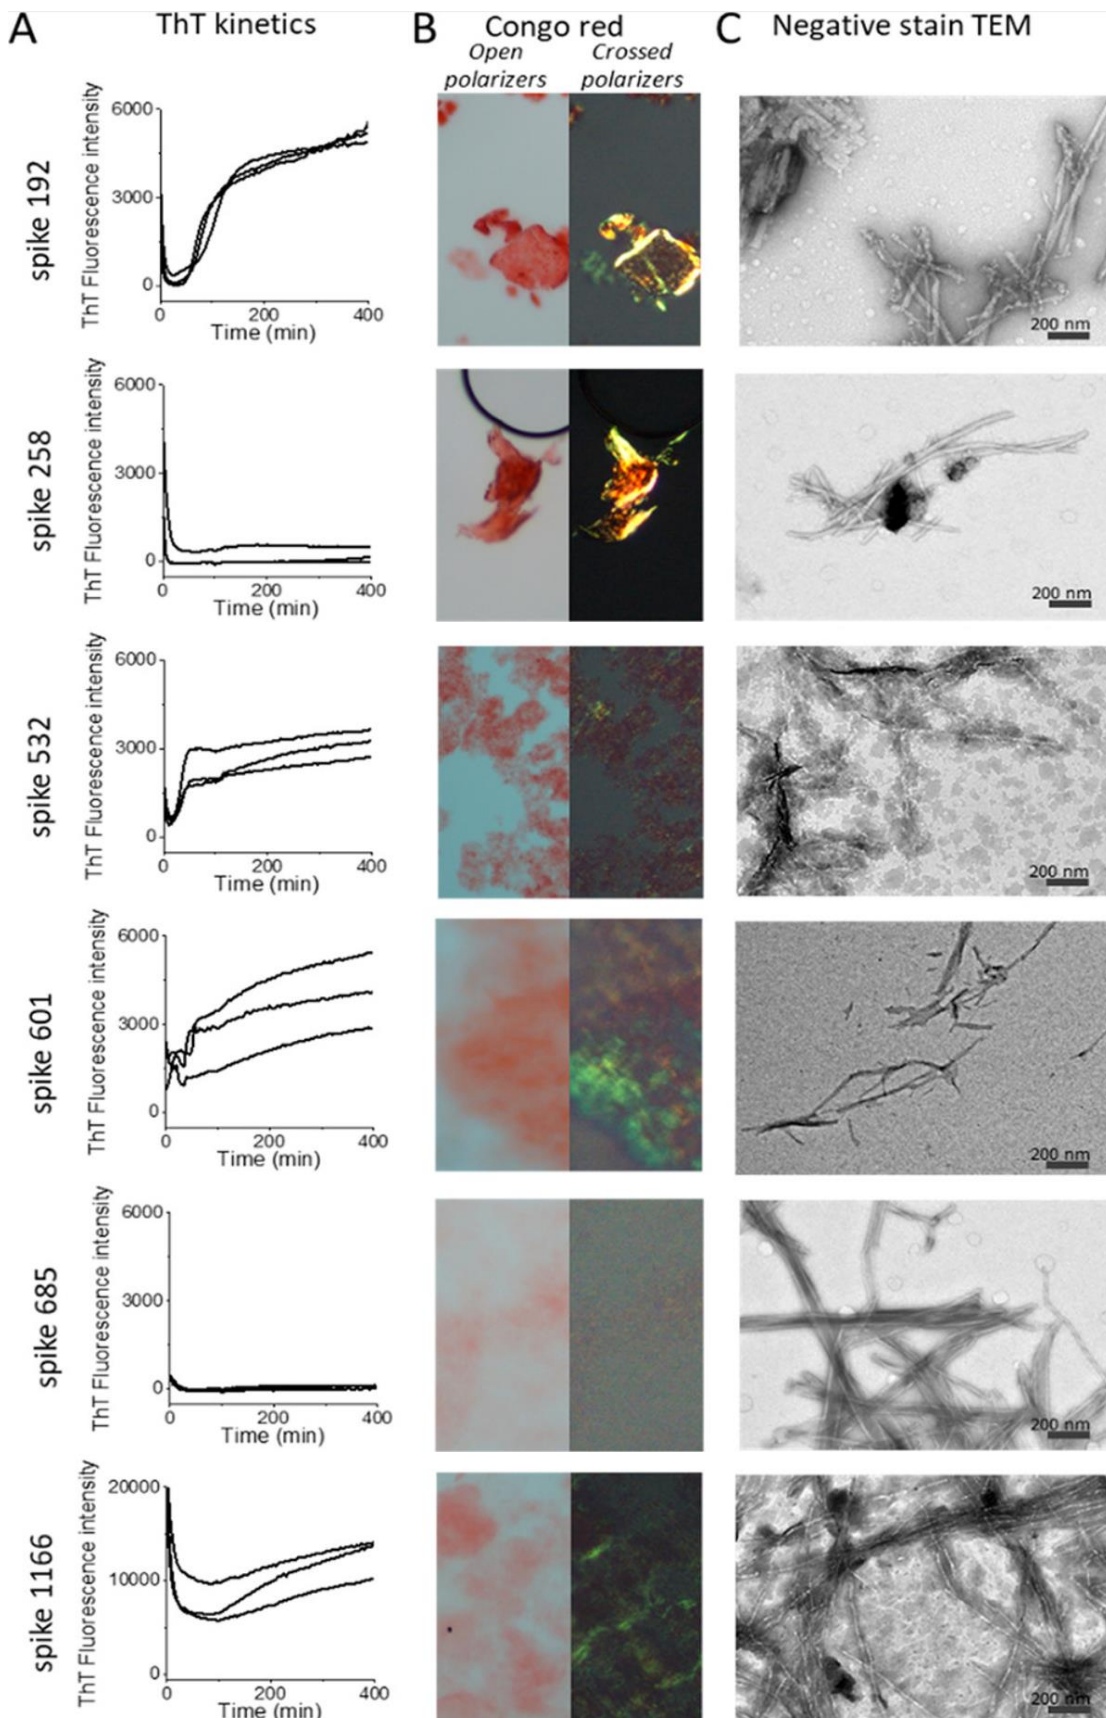 A ThT kinetics B Congo red C Negative stain TEM
Open polarizers Crossed polarizers
spike 192
ThT Fluorescence intensity
6000
3000
0
0 200 400
Time (min)
200 nm
spike 258
ThT Fluorescence intensity
6000
3000
0
0 200 400
Time (min)
200 nm
spike 532
ThT Fluorescence intensity
6000
3000
0
0 200 400
Time (min)
200 nm
spike 601
ThT Fluorescence intensity
6000
3000
0
0 200 400
Time (min)
200 nm
spike 685
ThT Fluorescence intensity
6000
3000
0
0 200 400
Time (min)
200 nm
spike 1166
ThT Fluorescence intensity
20000
10000
0
0 200 400
Time (min)
200 nm